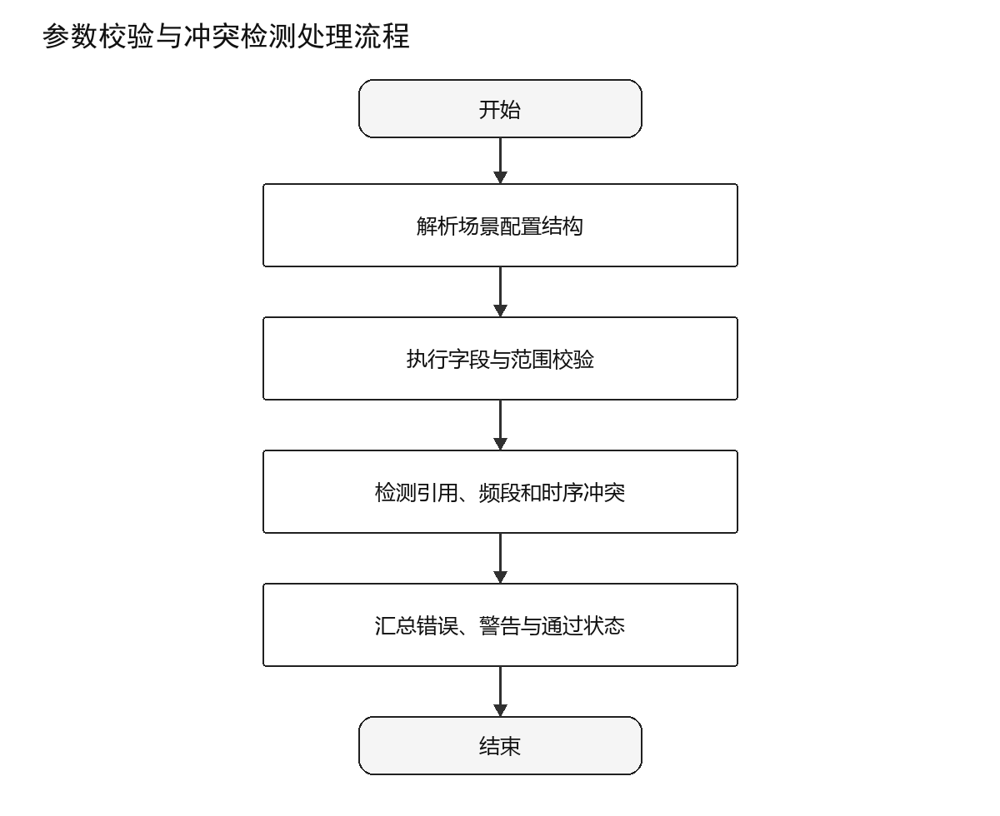 参数校验与冲突检测处理流程
开始
解析场景配置结构
执行字段与范围校验
检测引用、频段和时序冲突
汇总错误、警告与通过状态
结束